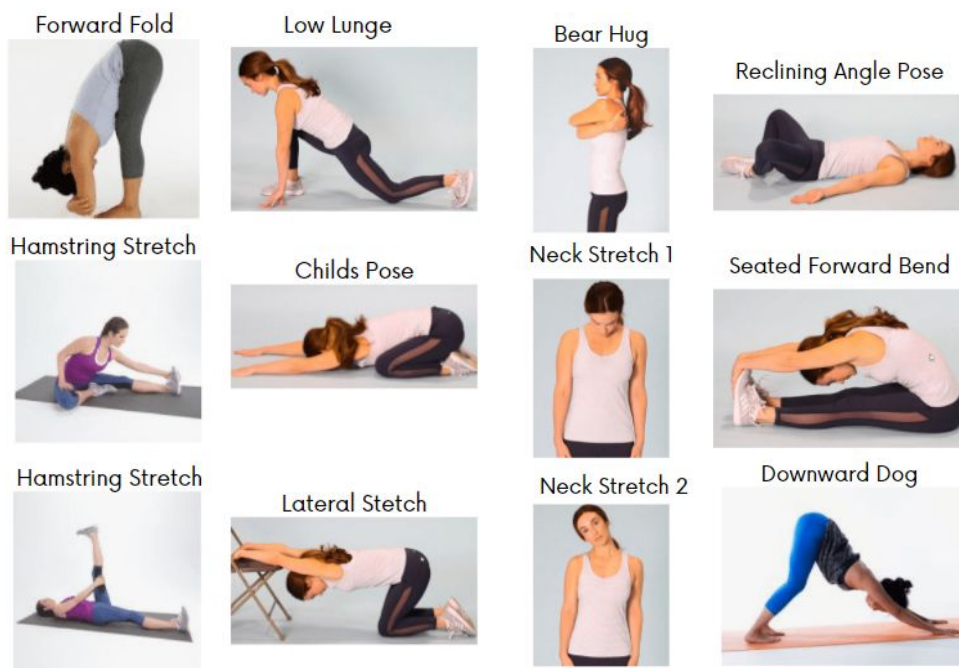 Forward Fold
Low Lunge
Bear Hug
Reclining Angle Pose
Hamstring Stretch
Childs Pose
Neck Stretch 1
Seated Forward Bend
Hamstring Stretch
Lateral Stetch
Neck Stretch 2
Downward Dog